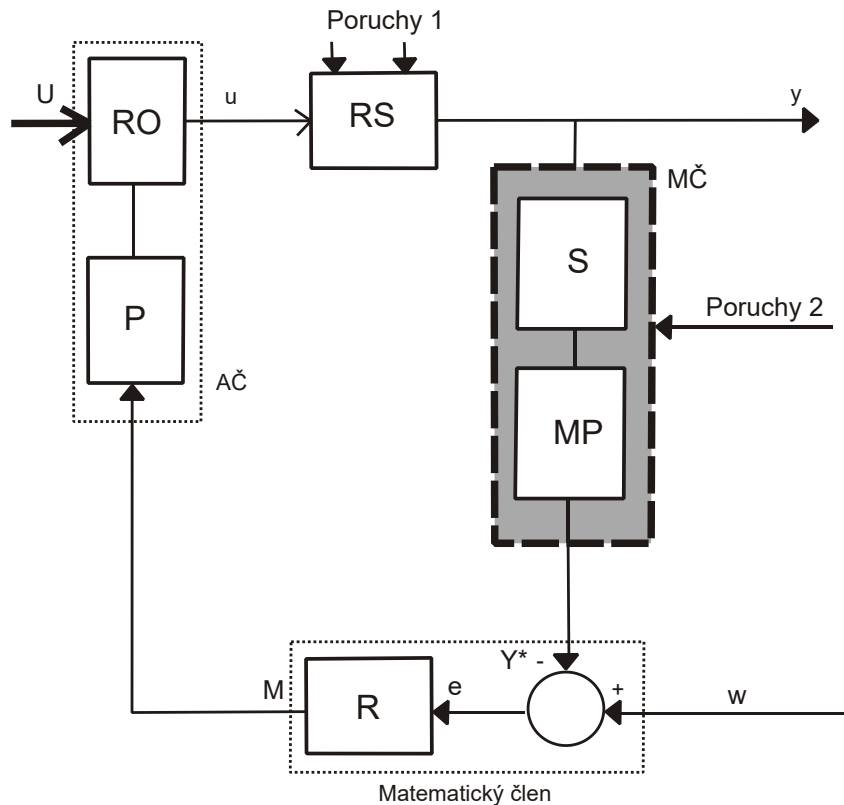 Poruchy 1
U
RO
u
RS
y
MČ
S
Poruchy 2
P
AČ
MP
Y* -
M
R
e
+
w
Matematický člen